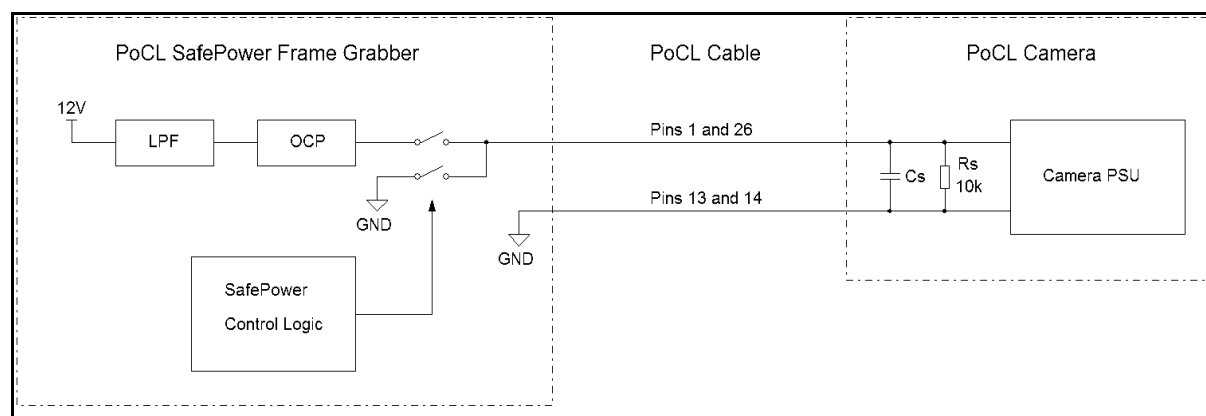 PoCL SafePower Frame Grabber
PoCL Cable
PoCL Camera
12V
LPF
OCP
GND
SafePower
Control Logic
Pins 1 and 26
Pins 13 and 14
GND
Cs
Rs
10k
Camera PSU